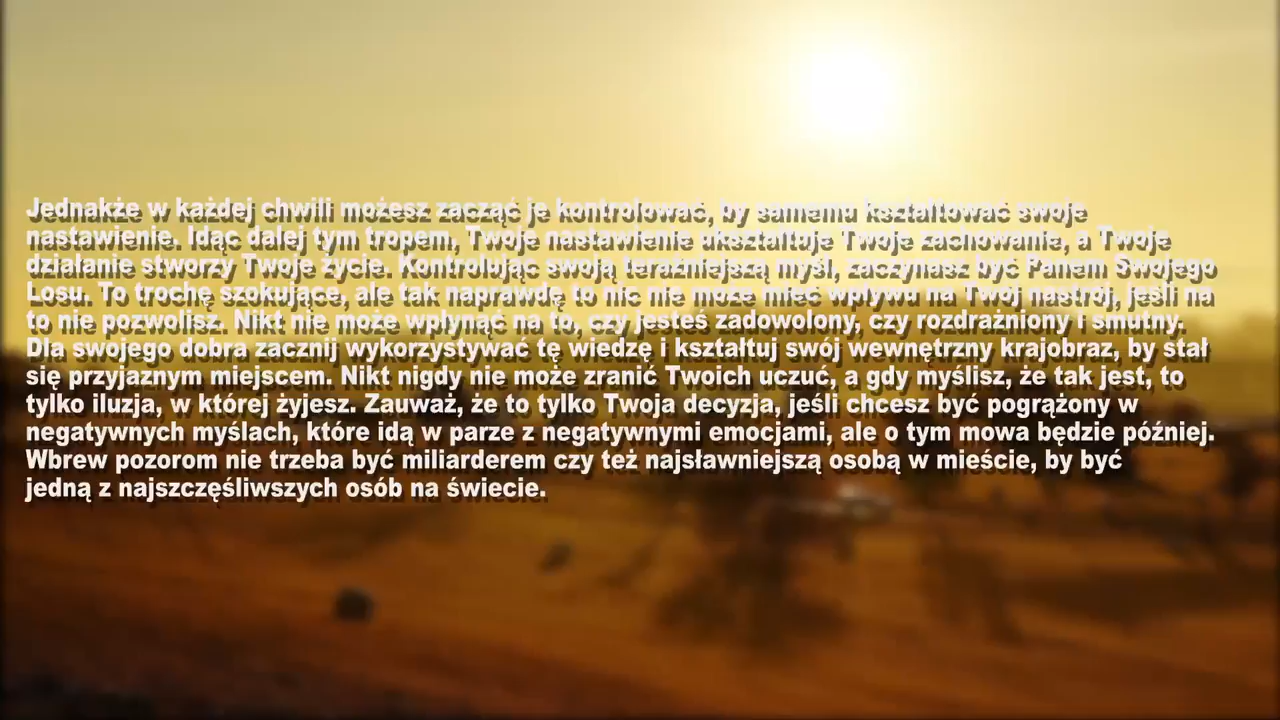 Jednakże w każdej chwili możesz zacząć je kontrolować, by samemu kształtować swoje
nastawienie. Idąc dalej tym tropem, Twoje nastawienie ukształtuje Twoje zachowanie, a Twoje
działanie stworzy Twoje życie. Kontrolując swoją teraźniejszą myśl, zaczynasz być Panem Swojego
Losu. To trochę szokujące, ale tak naprawdę to nic nie może mieć wpływu na Twój nastrój, jeśli na
to nie pozwolisz. Nikt nie może wpłynąć na to, czy jesteś zadowolony, czy rozdrażniony i smutny.
Dla swojego dobra zacznij wykorzystywać tę wiedzę i kształtuj swój wewnętrzny krajobraz, by stał
się przyjaznym miejscem. Nikt nigdy nie może zranić Twoich uczuć, a gdy myślisz, że tak jest, to
tylko iluzja, w której żyjesz. Zauważ, że to tylko Twoja decyzja, jeśli chcesz być pogrążony w
negatywnych myślach, które idą w parze z negatywnymi emocjami, ale o tym mowa będzie później.
Wbrew pozorom nie trzeba być miliarderem czy też najsławniejszą osobą w mieście, by być
jedną z najszczęśliwszych osób na świecie.